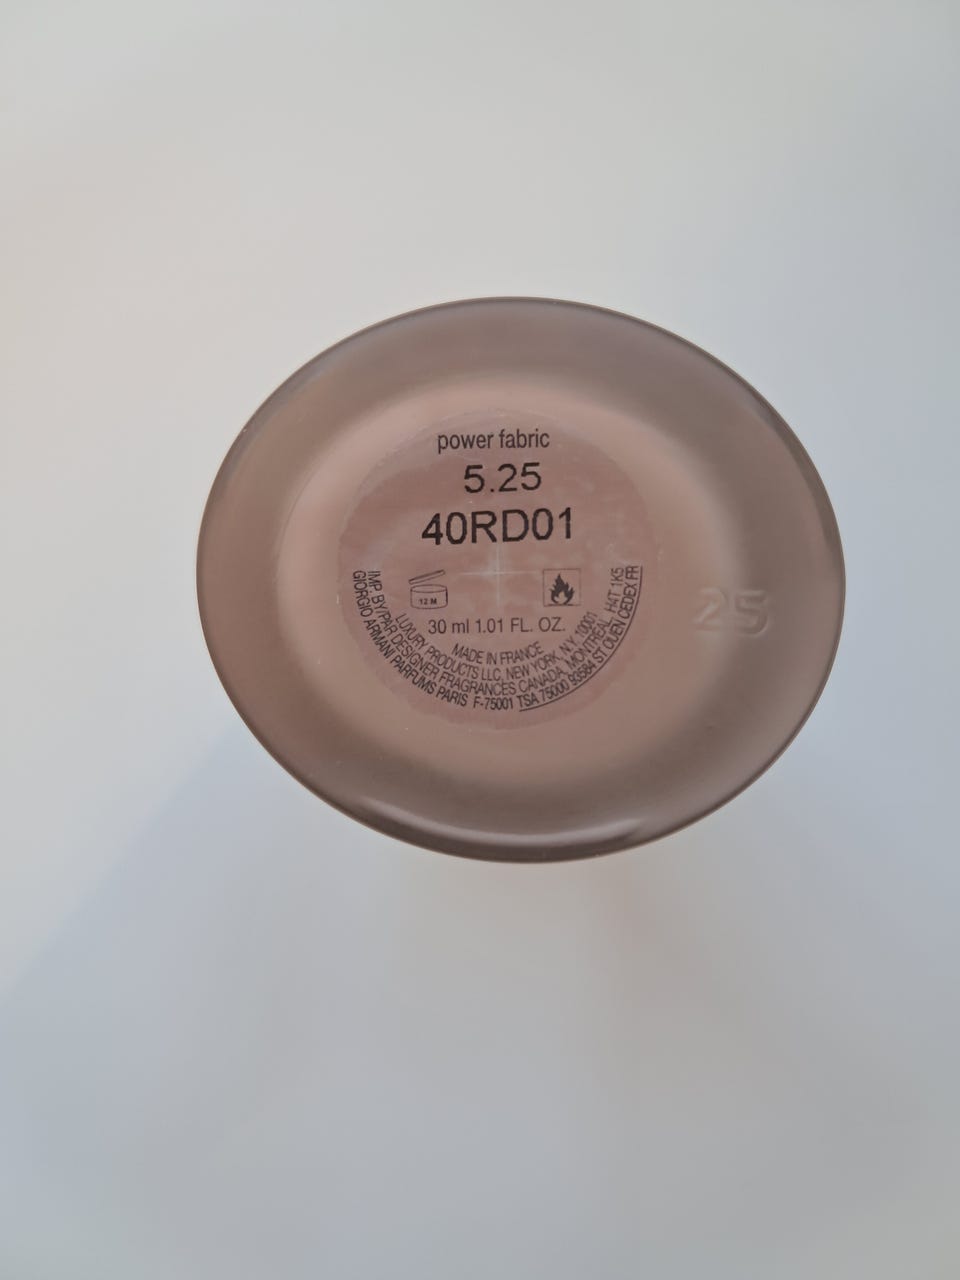 power fabric
5.25
40RD01
12 M
30 ml 1.01 FL. OZ.
MADE IN FRANCE
LUXURY PRODUCTS LLC, NEW YORK, N.Y. 10001
IMP. BY/PAR DESIGNER FRAGRANCES CANADA, MONTREAL, H4T 1K5
GIORGIO ARMANI PARFUMS PARIS F-75001 TSA 75000 93584 ST OUEN CEDEX FR
25